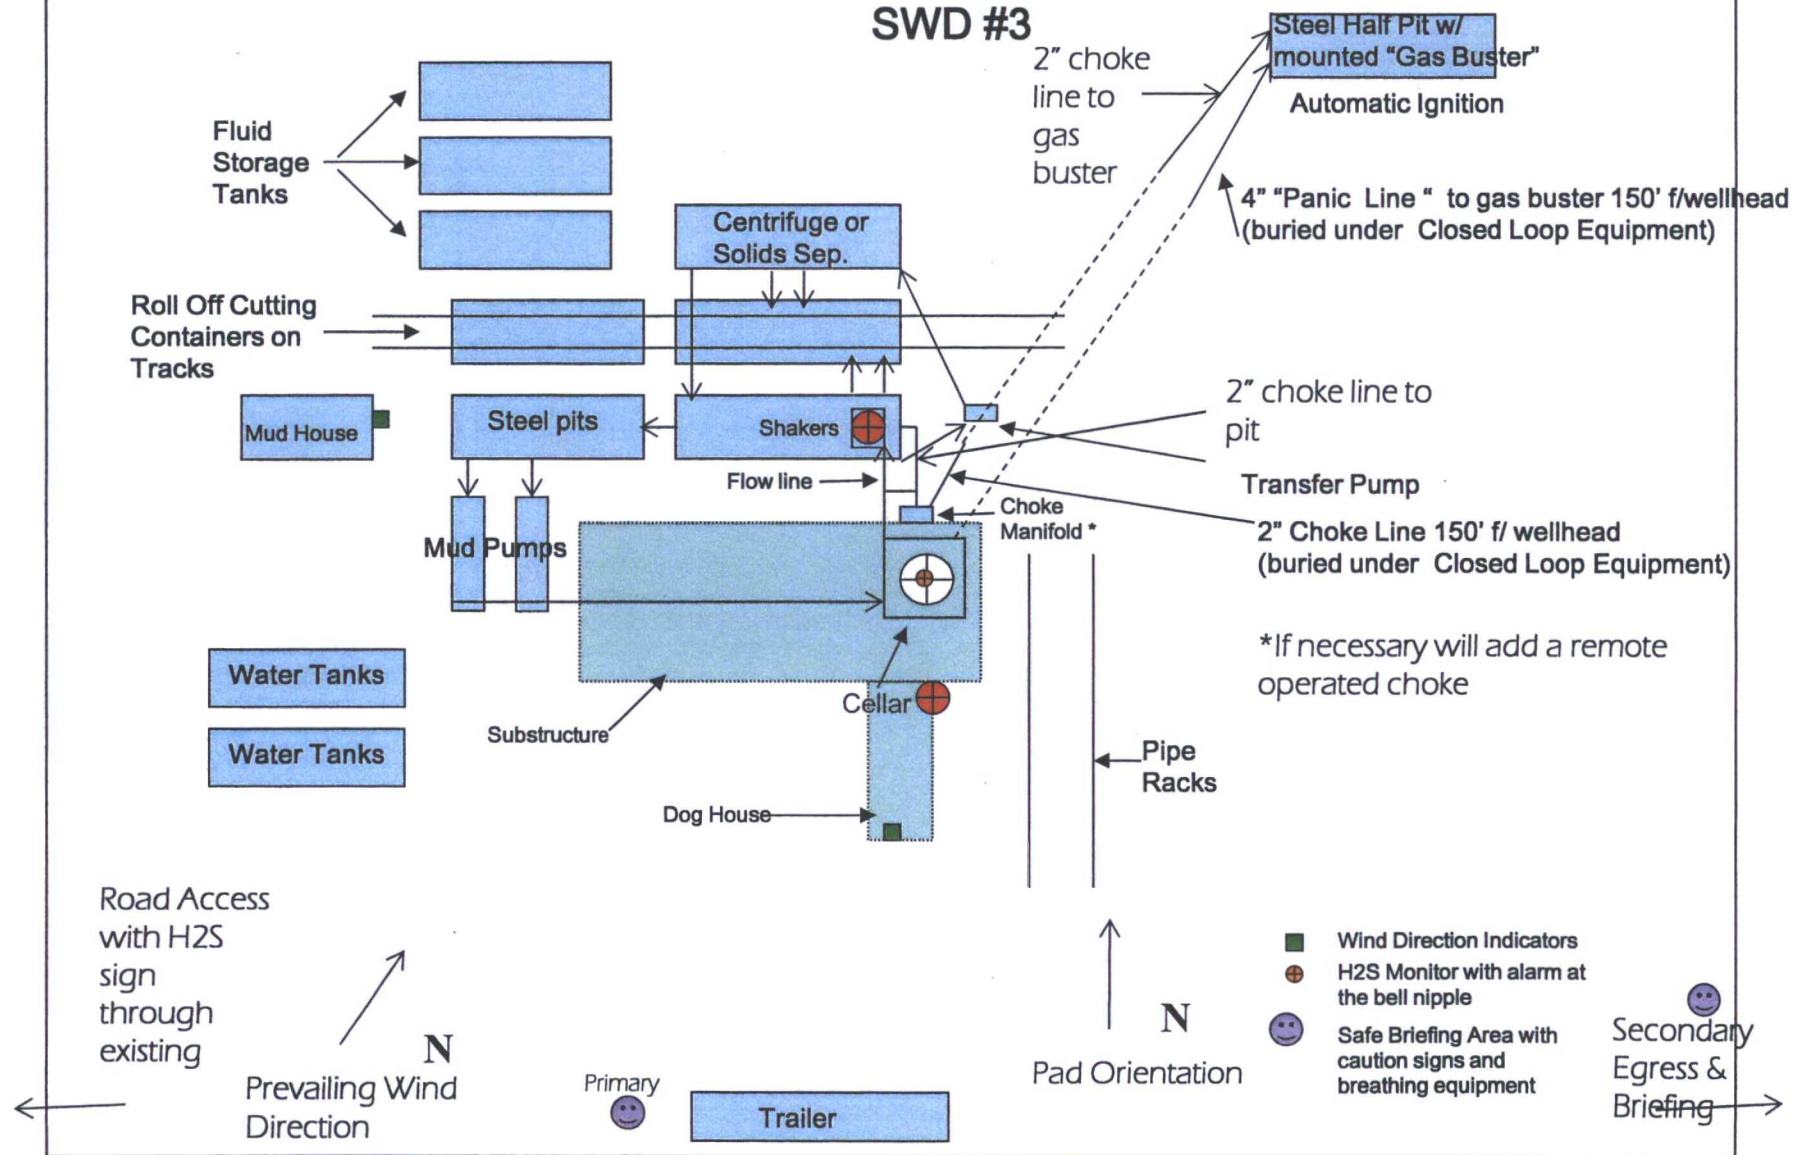 SWD #3
Steel Half Pit w/
mounted “Gas Buster”
Automatic Ignition
2” choke
line to
gas
buster
4” “Panic Line “ to gas buster 150’ f/wellhead
(buried under Closed Loop Equipment)
Fluid
Storage
Tanks
Centrifuge or
Solids Sep.
Roll Off Cutting
Containers on
Tracks
Mud House
Steel pits
Shakers
2” choke line to
pit
Flow line
Transfer Pump
Choke
Manifold *
2” Choke Line 150’ f/ wellhead
(buried under Closed Loop Equipment)
Mud Pumps
*If necessary will add a remote
operated choke
Water Tanks
Water Tanks
Cellar
Substructure
Pipe
Racks
Dog House
Road Access
with H2S
sign
through
existing
N
Prevailing Wind
Direction
Primary
Trailer
N
Pad Orientation
Wind Direction Indicators
H2S Monitor with alarm at
the bell nipple
Safe Briefing Area with
caution signs and
breathing equipment
Secondary
Egress &
Briefing